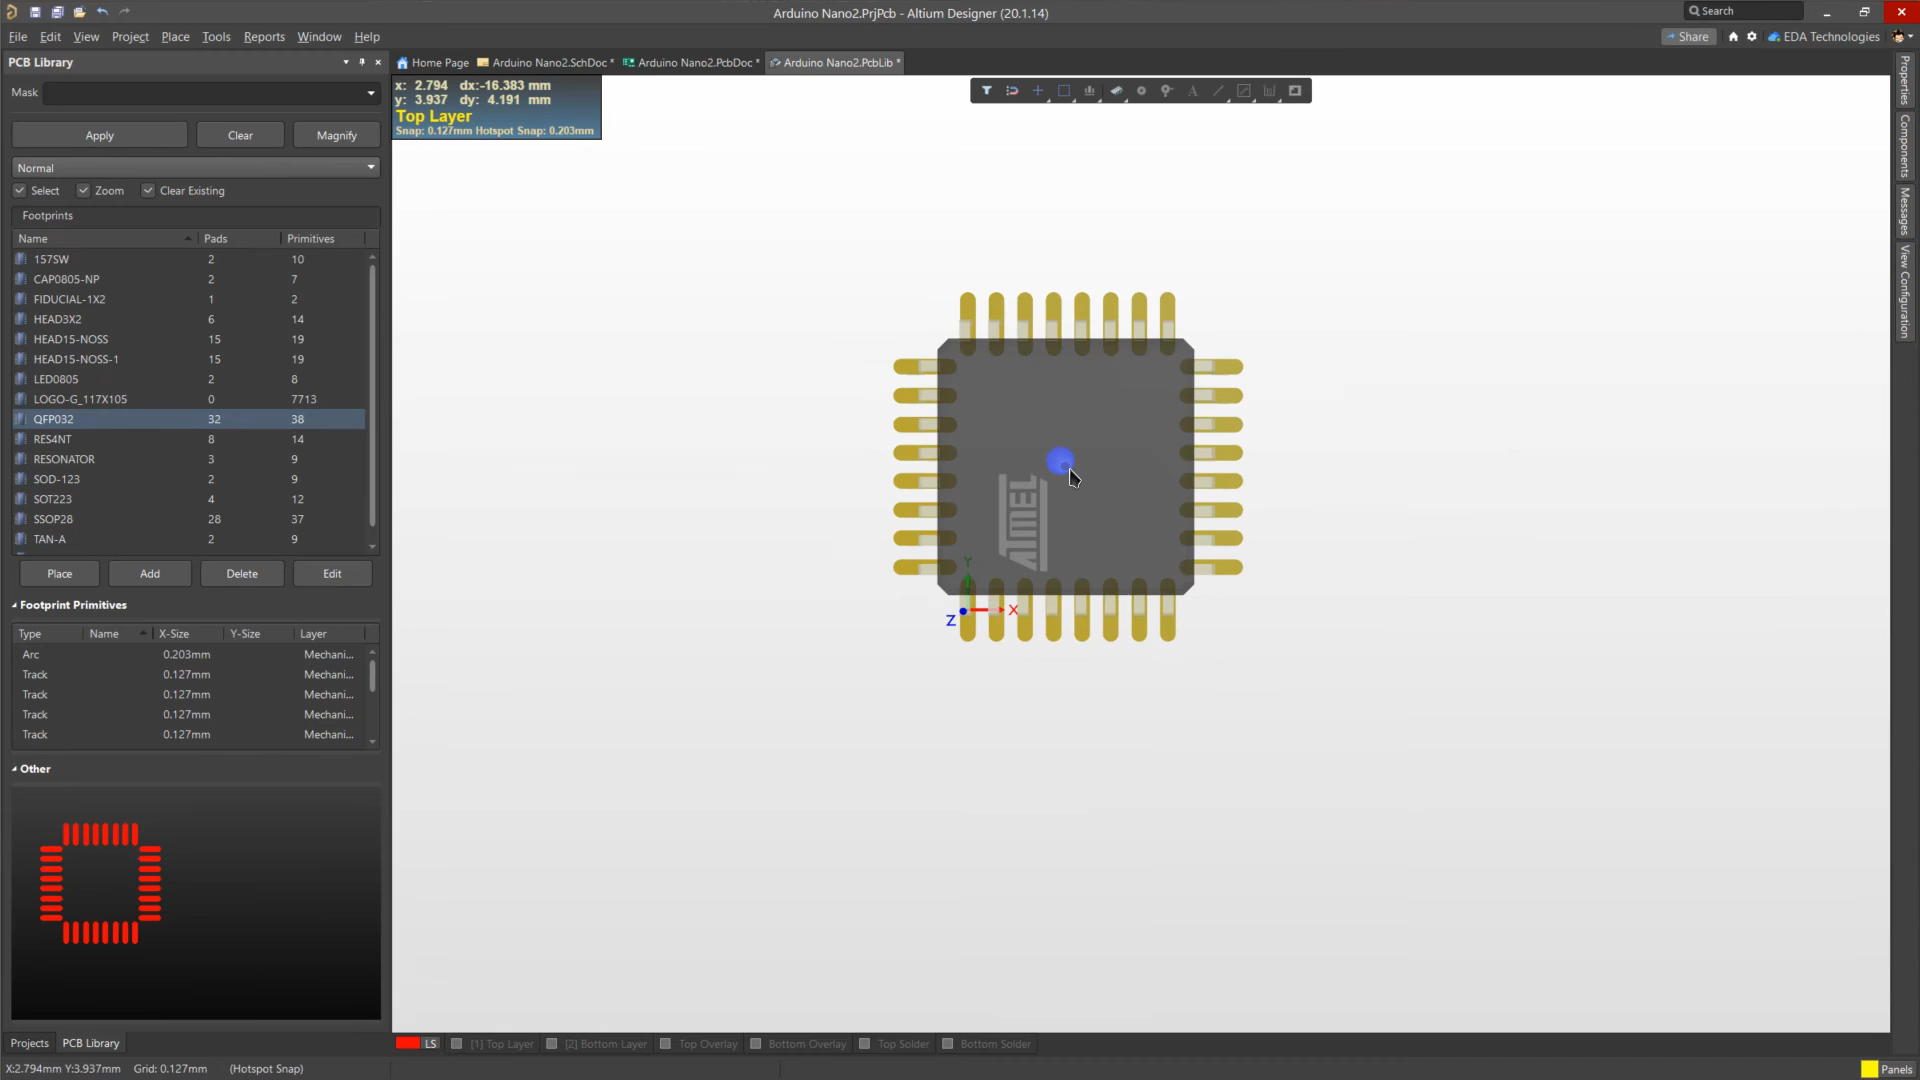 Arduino Nano2.PrjPcb - Altium Designer (20.1.14)
Search
File Edit View Project Place Tools Reports Window Help
Share
EDA Technologies
PCB Library
Home Page
Arduino Nano2.SchDoc *
Arduino Nano2.PcbDoc *
Arduino Nano2.PcbLib *
Mask
Apply Clear Magnify
Normal
Select Zoom Clear Existing
Footprints
Name Pads Primitives
157SW 2 10
CAP0805-NP 2 7
FIDUCIAL-1X2 1 2
HEAD3X2 6 14
HEAD15-NOSS 15 19
HEAD15-NOSS-1 15 19
LED0805 2 8
LOGO-G_117X105 0 7713
QFP032 32 38
RES4NT 8 14
RESONATOR 3 9
SOD-123 2 9
SOT223 4 12
SSOP28 28 37
TAN-A 2 9
Place Add Delete Edit
Footprint Primitives
Type Name X-Size Y-Size Layer
Arc 0.203mm Mechani...
Track 0.127mm Mechani...
Track 0.127mm Mechani...
Track 0.127mm Mechani...
Track 0.127mm Mechani...
Other
Projects PCB Library
x: 2.794 dx:-16.383 mm
y: 3.937 dy: 4.191 mm
Top Layer
Snap: 0.127mm Hotspot Snap: 0.203mm
A
ATMEL
Y
X
Z
Properties
Components
Messages
View Configuration
LS [1] Top Layer [2] Bottom Layer Top Overlay Bottom Overlay Top Solder Bottom Solder
X:2.794mm Y:3.937mm Grid: 0.127mm (Hotspot Snap)
Panels